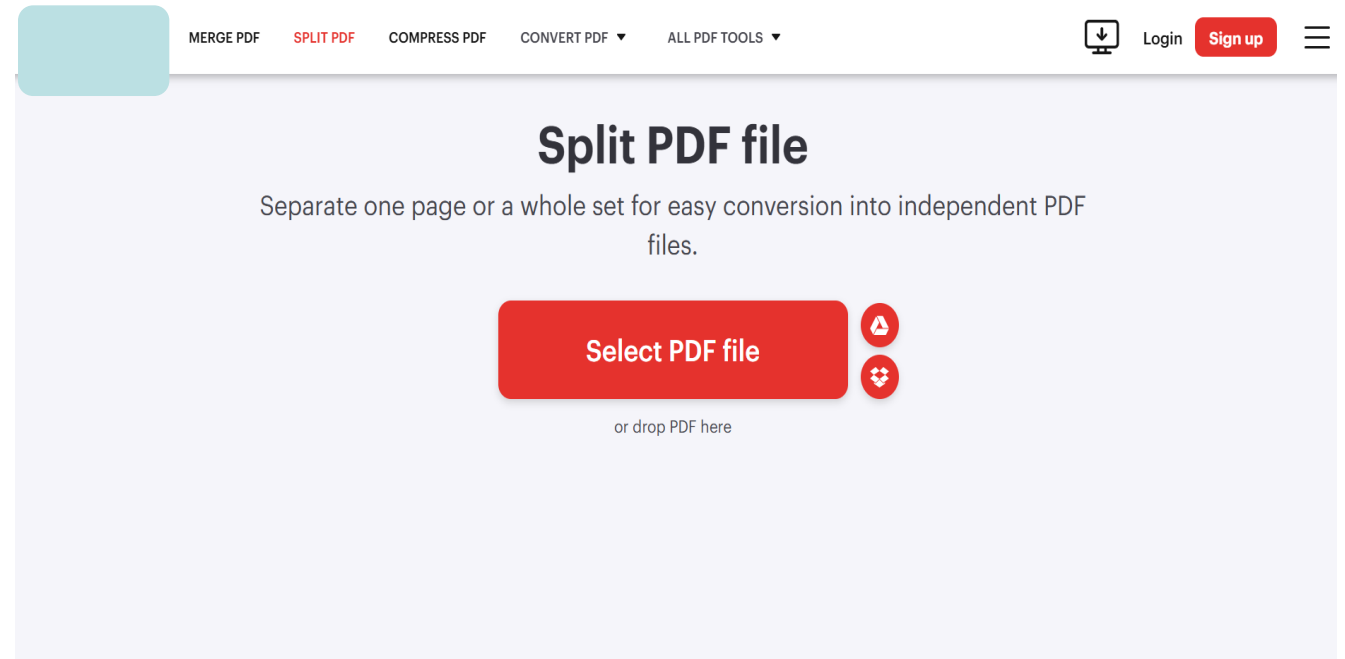 MERGE PDF SPLIT PDF COMPRESS PDF CONVERT PDF ALL PDF TOOLS Login Sign up
Split PDF file
Separate one page or a whole set for easy conversion into independent PDF
files.
Select PDF file
or drop PDF here